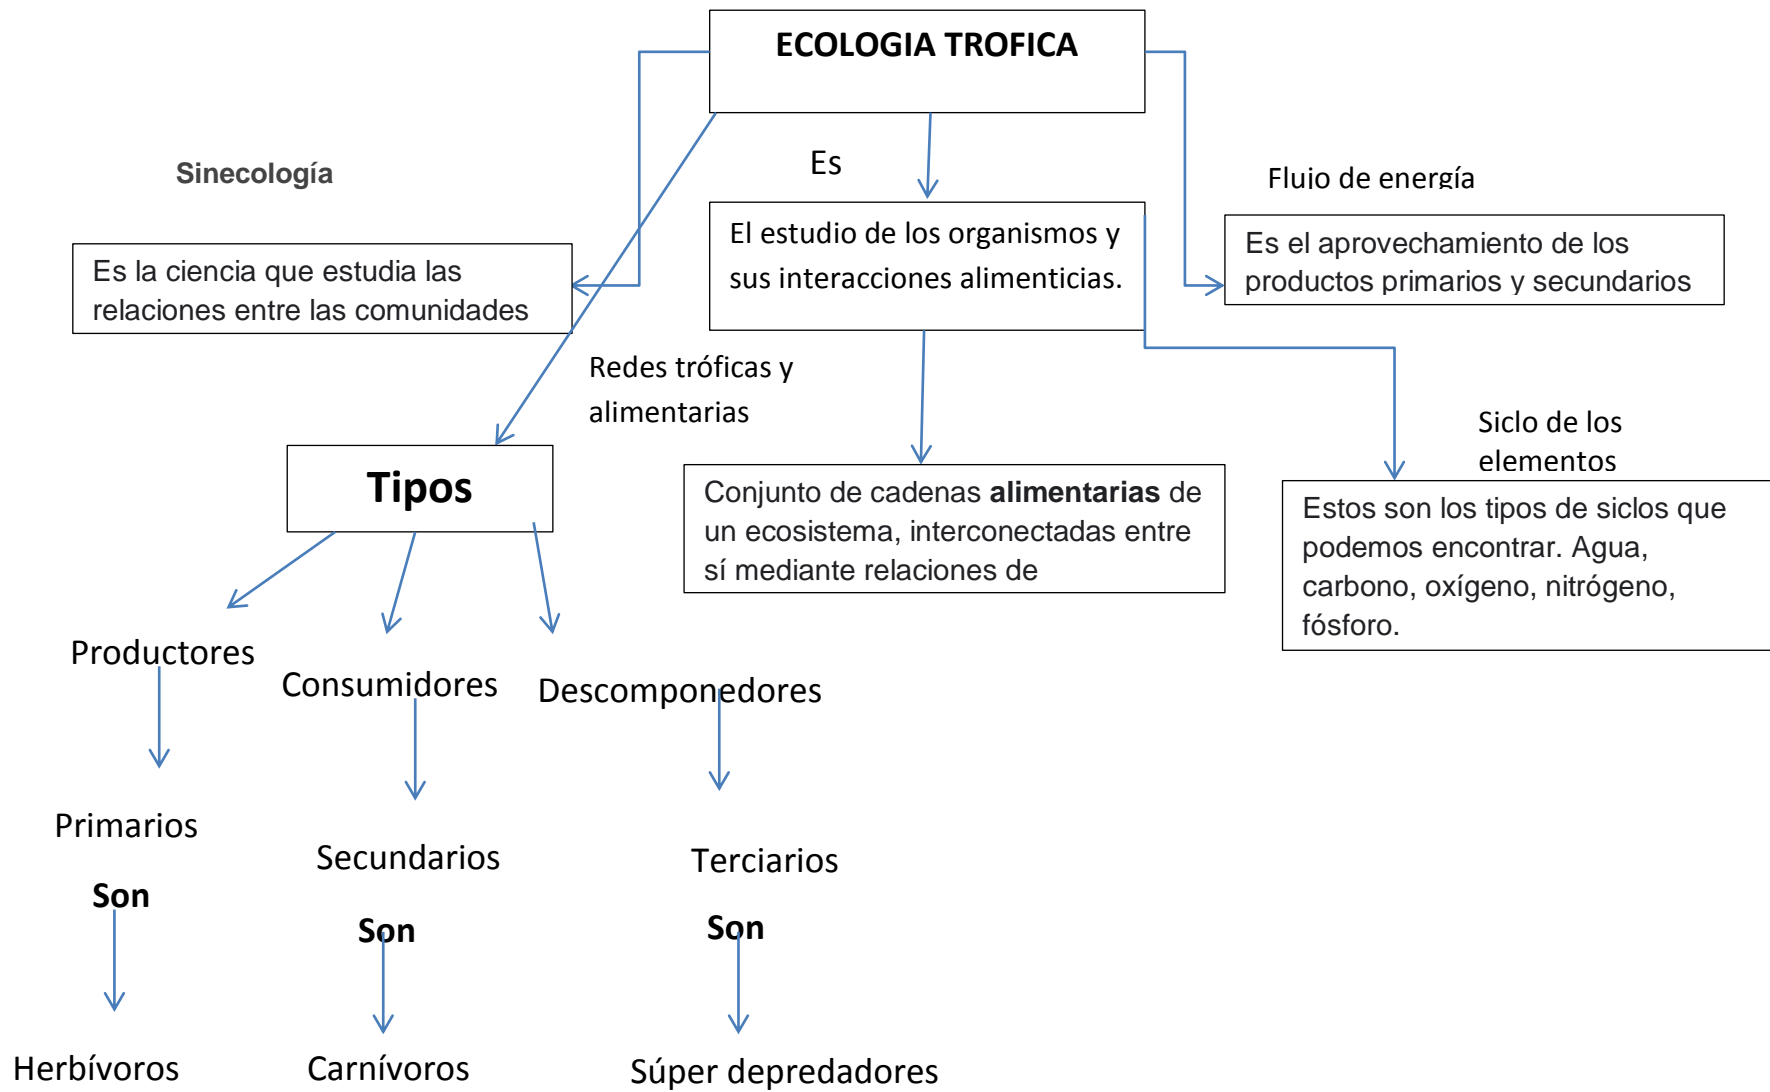 ECOLOGIA TROFICA
Sinecología
Es
Flujo de energía
Es la ciencia que estudia las
relaciones entre las comunidades
El estudio de los organismos y
sus interacciones alimenticias.
Es el aprovechamiento de los
productos primarios y secundarios
Redes tróficas y
alimentarias
Siclo de los
elementos
Tipos
Conjunto de cadenas alimentarias de
un ecosistema, interconectadas entre
sí mediante relaciones de
Estos son los tipos de siclos que
podemos encontrar. Agua,
carbono, oxígeno, nitrógeno,
fósforo.
Productores
Consumidores
Descomponedores
Primarios
Secundarios
Terciarios
Son
Son
Son
Herbívoros
Carnívoros
Súper depredadores